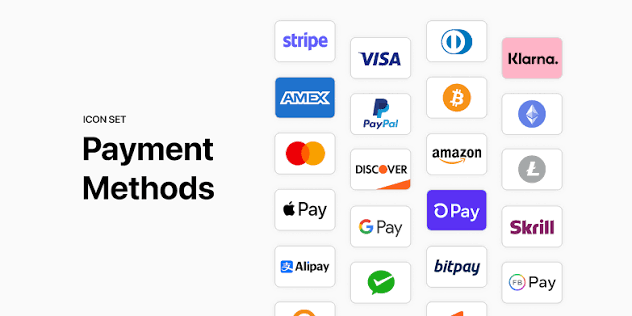 ICON SET
Payment
Methods
stripe
AMEX
Pay
Alipay
支
VISA
PayPal
DISCOVER
G Pay
amazon
Pay
bitpay
Klarna.
Skrill
FB Pay